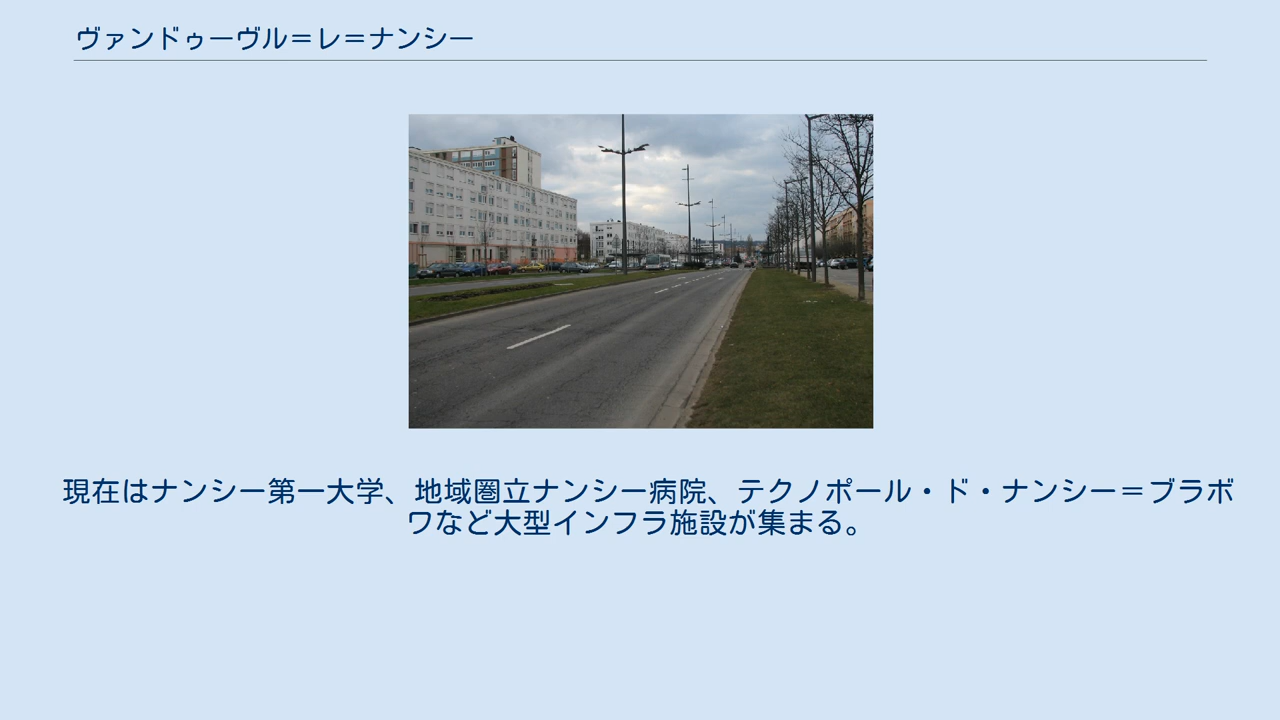 ヴァンドゥーヴル＝レ＝ナンシー
現在はナンシー第一大学、地域圏立ナンシー病院、テクノポール・ド・ナンシー＝ブラボ
ワなど大型インフラ施設が集まる。